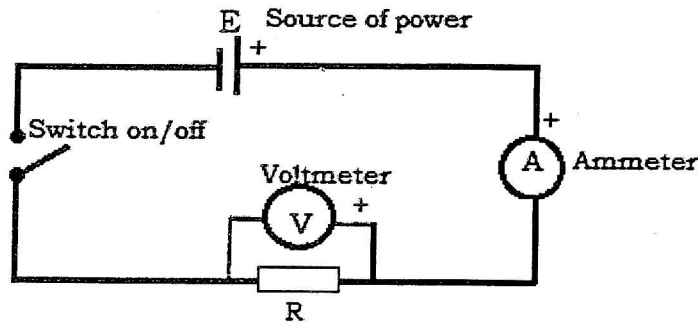 E Source of power
+
+
Switch on/off
A Ammeter
Voltmeter
+
V
R